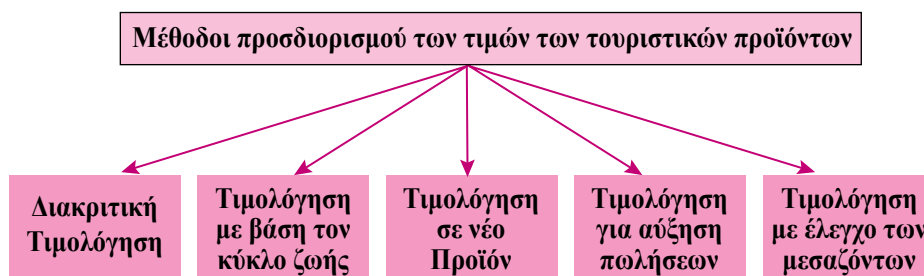 Μέθοδοι προσδιορισμού των τιμών των τουριστικών προϊόντων
Διακριτική
Τιμολόγηση
Τιμολόγηση
με βάση τον
κύκλο ζωής
Τιμολόγηση
σε νέο
Προϊόν
Τιμολόγηση
για αύξηση
πωλήσεων
Τιμολόγηση
με έλεγχο των
μεσαζόντων